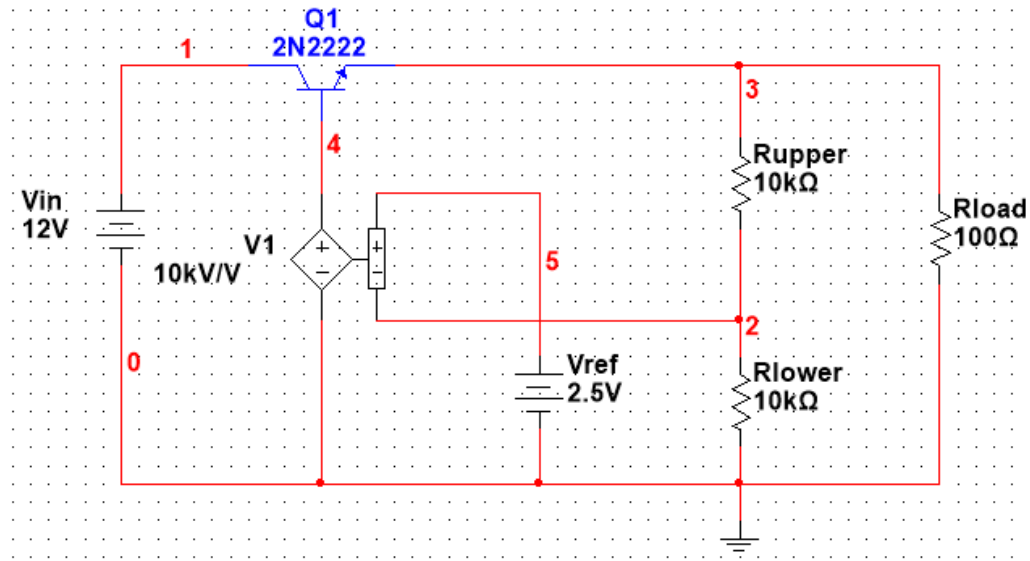 Q1
2N2222
1
3
4
Rupper
10kΩ
Vin
12V
Rload
100Ω
V1
10kV/V
5
2
0
Vref
2.5V
Rlower
10kΩ